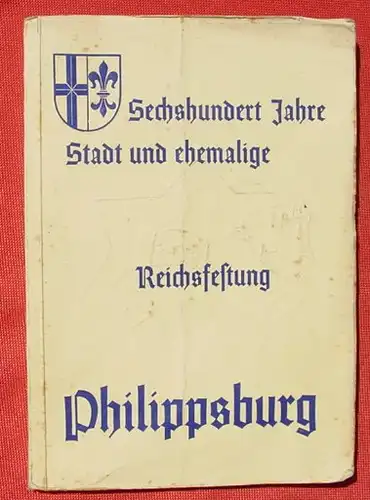 Sechshundert Jahre
Stadt und ehemalige
Reichsfestung
Philippsburg